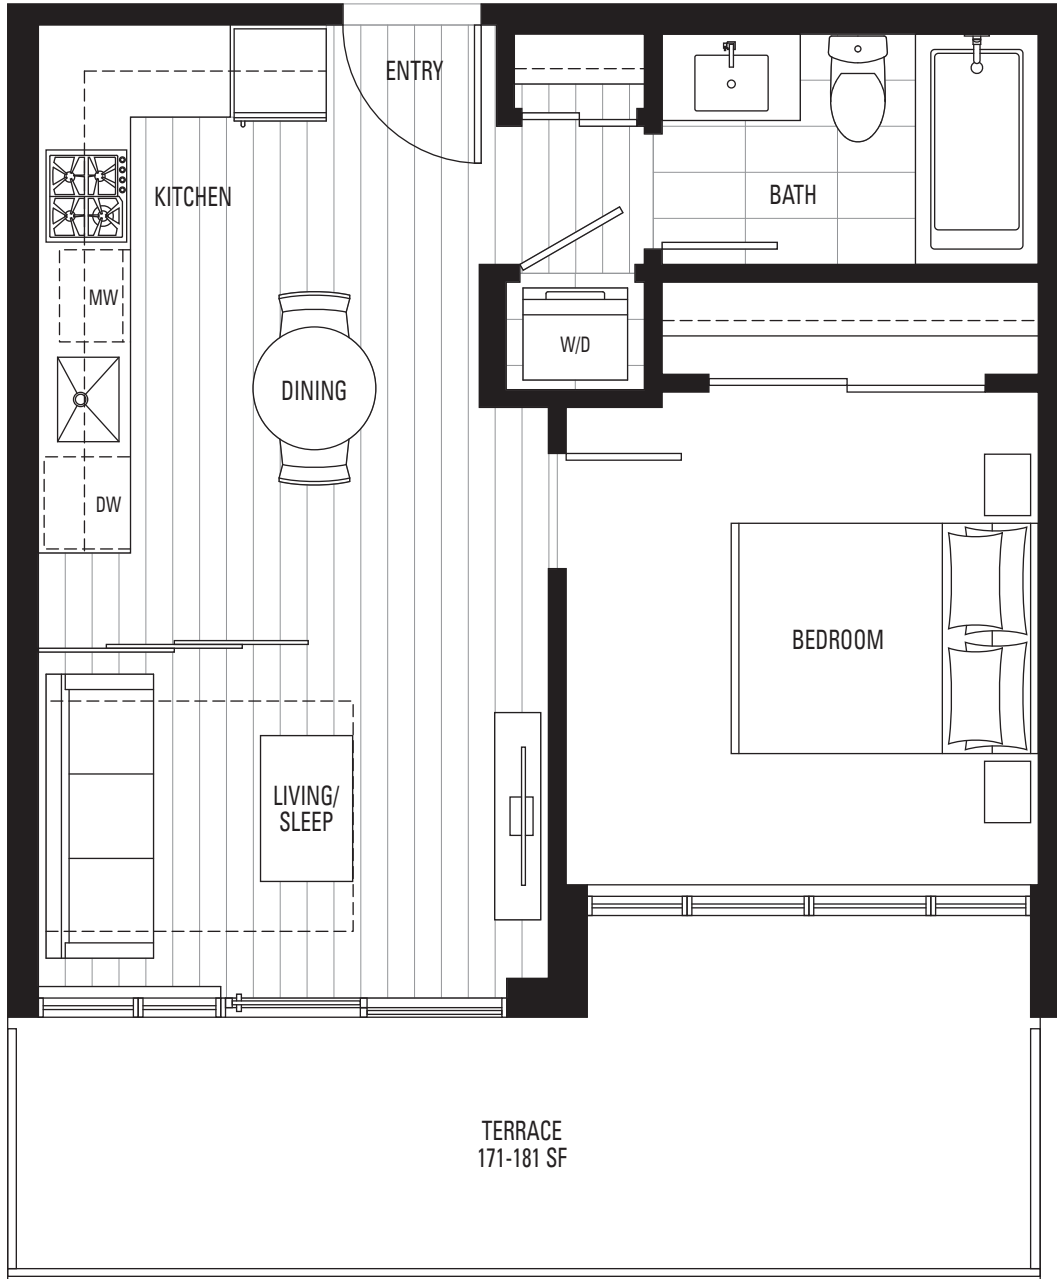 ENTRY
KITCHEN
BATH
MW
W/D
DINING
DW
BEDROOM
LIVING/
SLEEP
TERRACE
171-181 SF